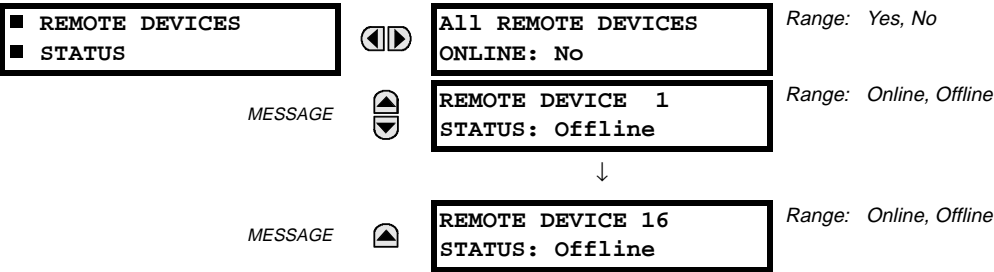 ■ REMOTE DEVICES
■ STATUS
All REMOTE DEVICES
ONLINE: No
Range: Yes, No
MESSAGE
REMOTE DEVICE 1
STATUS: Offline
Range: Online, Offline
↓
MESSAGE
REMOTE DEVICE 16
STATUS: Offline
Range: Online, Offline